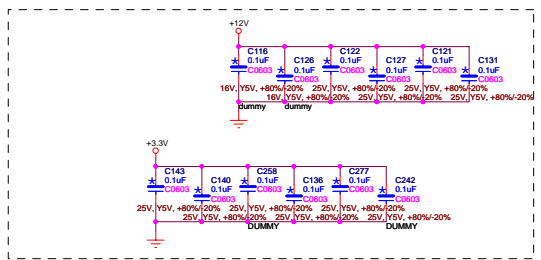 +12V
C116 C122 C121
0.1uF C126 0.1uF C127 0.1uF C131
C0603 0.1uF C0603 0.1uF C0603 0.1uF
C0603 C0603 C0603
16V, Y5V, +80%/-20% 25V, Y5V, +80%/-20% 25V, Y5V, +80%/-20%
16V, Y5V, +80%/-20% 25V, Y5V, +80%/-20% 25V, Y5V, +80%/-20%
dummy dummy
+3.3V
C143 C258 C277
0.1uF C140 0.1uF C136 0.1uF C242
C0603 0.1uF C0603 0.1uF C0603 0.1uF
C0603 C0603 C0603
25V, Y5V, +80%/-20% 25V, Y5V, +80%/-20% 25V, Y5V, +80%/-20%
25V, Y5V, +80%/-20% 25V, Y5V, +80%/-20% 25V, Y5V, +80%/-20%
DUMMY DUMMY